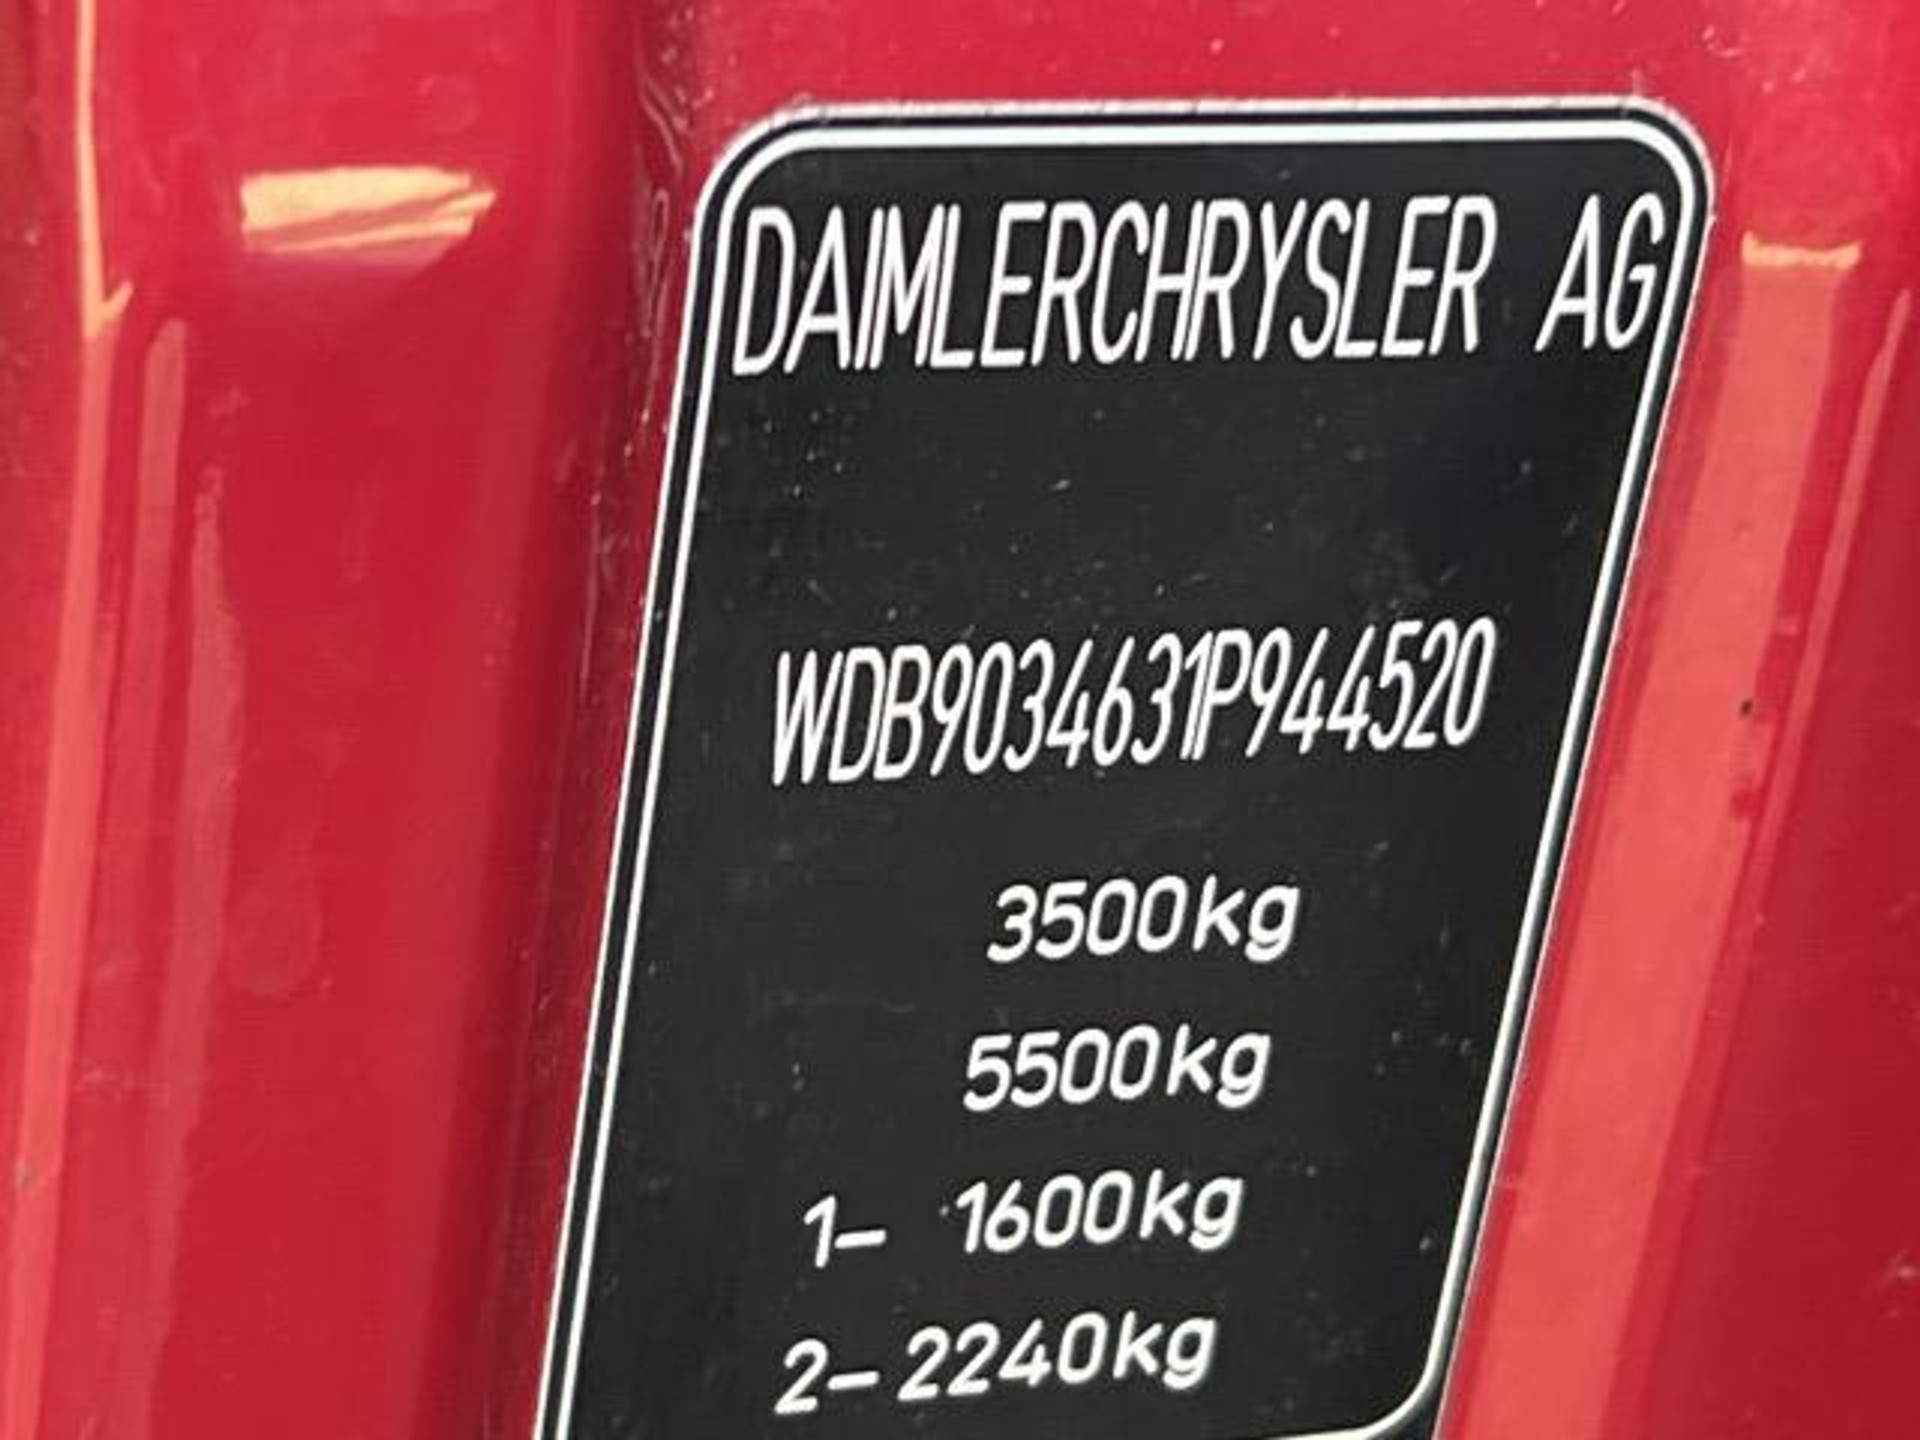 DAIMLERCHRYSLER AG
WDB9034631P944520
3500kg
5500kg
1- 1600kg
2- 2240kg